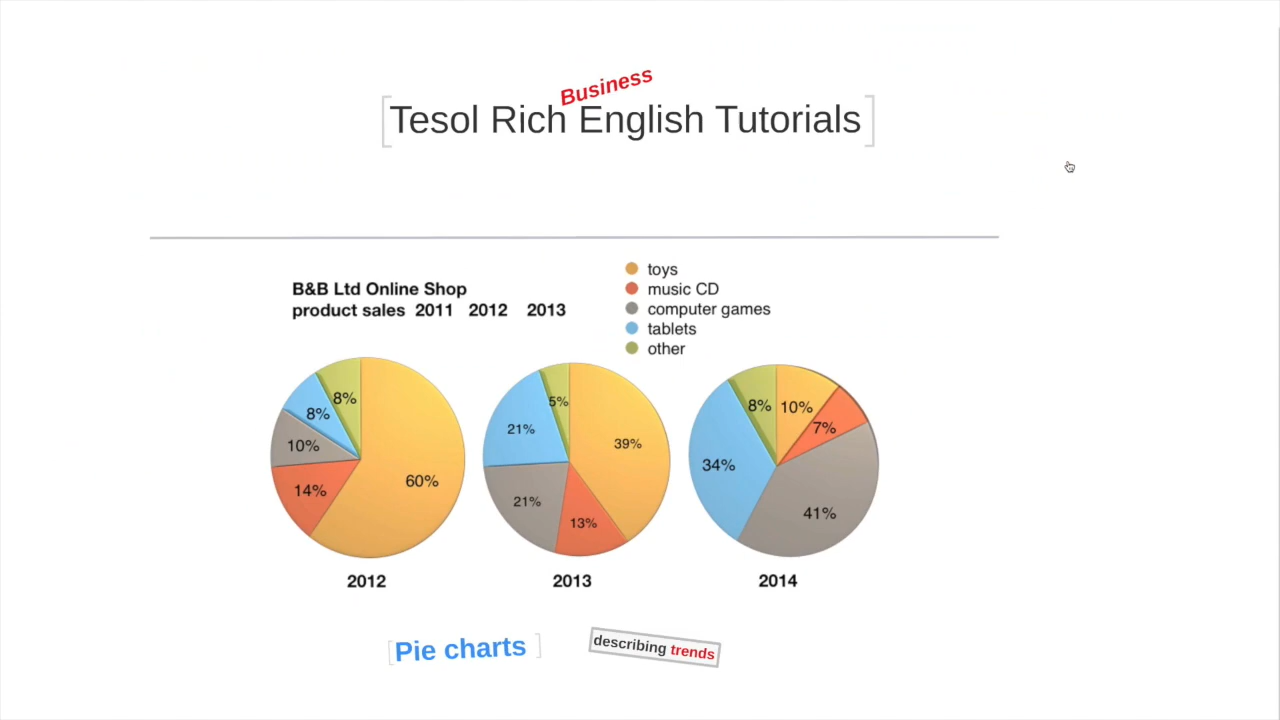 Business
Tesol Rich English Tutorials
B&B Ltd Online Shop
product sales 2011 2012 2013
toys
music CD
computer games
tablets
other
8%
8%
10%
14%
60%
5%
21%
39%
21%
13%
8%
10%
7%
34%
41%
2012
2013
2014
Pie charts
describing trends